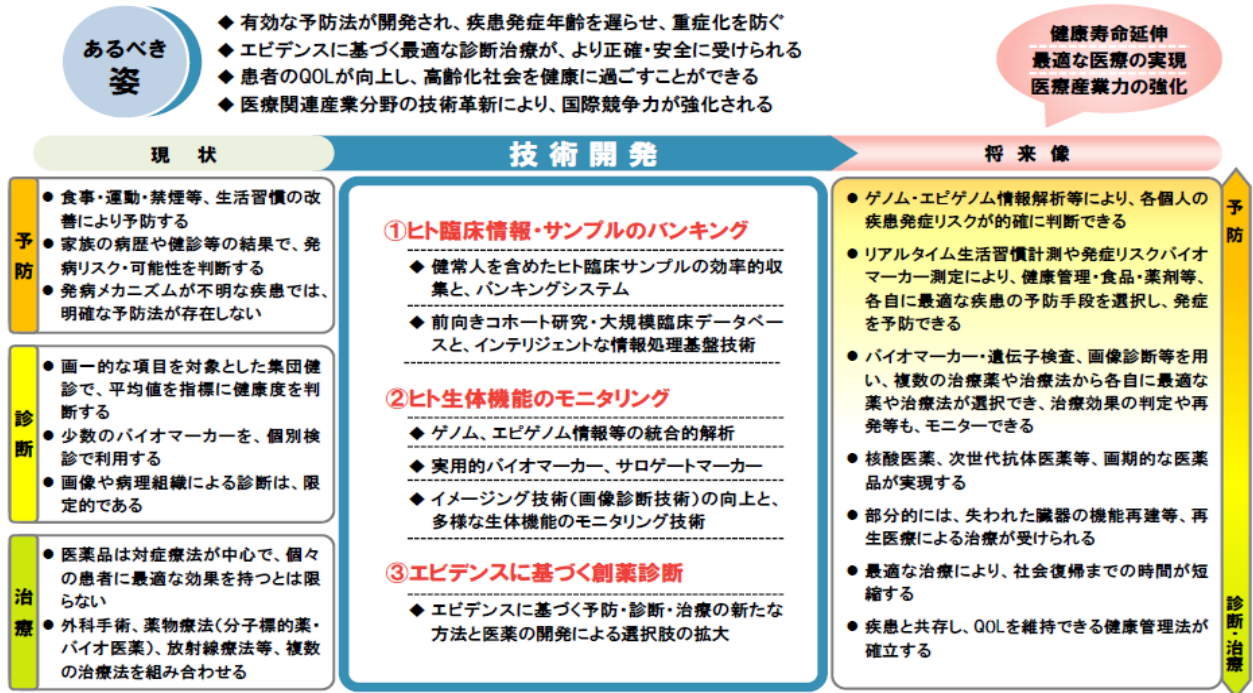 あるべき
姿
◆ 有効な予防法が開発され、疾患発症年齢を遅らせ、重症化を防ぐ
◆ エビデンスに基づく最適な診断治療が、より正確・安全に受けられる
◆ 患者のQOLが向上し、高齢化社会を健康に過ごすことができる
◆ 医療関連産業分野の技術革新により、国際競争力が強化される
健康寿命延伸
最適な医療の実現
医療産業力の強化
現 状
技術開発
将来像
予防
● 食事・運動・禁煙等、生活習慣の改
善により予防する
● 家族の病歴や健診等の結果で、発
病リスク・可能性を判断する
● 発病メカニズムが不明な疾患では、
明確な予防法が存在しない
診断
● 画一的な項目を対象とした集団健
診で、平均値を指標に健康度を判
断する
● 少数のバイオマーカーを、個別検
診で利用する
● 画像や病理組織による診断は、限
定的である
治療
● 医薬品は対症療法が中心で、個々
の患者に最適な効果を持つとは限
らない
● 外科手術、薬物療法(分子標的薬・
バイオ医薬)、放射線療法等、複数
の治療法を組み合わせる
①ヒト臨床情報・サンプルのバンキング
◆ 健常人を含めたヒト臨床サンプルの効率的収
集と、バンキングシステム
◆ 前向きコホート研究・大規模臨床データベー
スと、インテリジェントな情報処理基盤技術
②ヒト生体機能のモニタリング
◆ ゲノム、エピゲノム情報等の統合的解析
◆ 実用的バイオマーカー、サロゲートマーカー
◆ イメージング技術(画像診断技術)の向上と、
多様な生体機能のモニタリング技術
③エビデンスに基づく創薬診断
◆ エビデンスに基づく予防・診断・治療の新たな
方法と医薬の開発による選択肢の拡大
● ゲノム・エピゲノム情報解析等により、各個人の
疾患発症リスクが的確に判断できる
● リアルタイム生活習慣計測や発症リスクバイオ
マーカー測定により、健康管理・食品・薬剤等、
各自に最適な疾患の予防手段を選択し、発症
を予防できる
● バイオマーカー・遺伝子検査、画像診断等を用
い、複数の治療薬や治療法から各自に最適な
薬や治療法が選択でき、治療効果の判定や再
発等も、モニターできる
● 核酸医薬、次世代抗体医薬等、画期的な医薬
品が実現する
● 部分的には、失われた臓器の機能再建等、再
生医療による治療が受けられる
● 最適な治療により、社会復帰までの時間が短
縮する
● 疾患と共存し、QOLを維持できる健康管理法が
確立する
予防
診断・治療